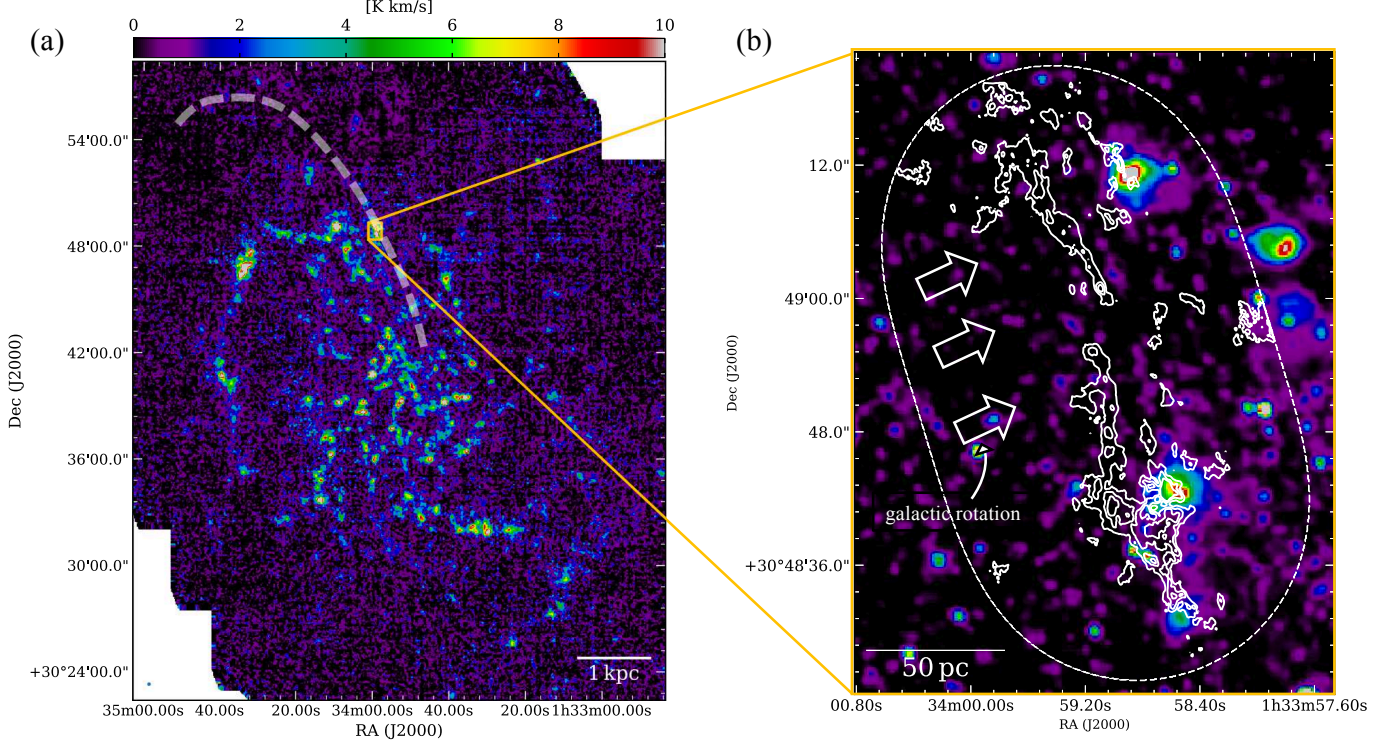 [K km/s]
(a)
0 2 4 6 8 10
54'00.0"
48'00.0"
42'00.0"
36'00.0"
30'00.0"
+30°24'00.0"
Dec (J2000)
1 kpc
35m00.00s 40.00s 20.00s 34m00.00s 40.00s 20.00s 1h33m00.00s
RA (J2000)
(b)
12.0"
49'00.0"
48.0"
+30°48'36.0"
Dec (J2000)
galactic rotation
50 pc
00.80s 34m00.00s 59.20s 58.40s 1h33m57.60s
RA (J2000)